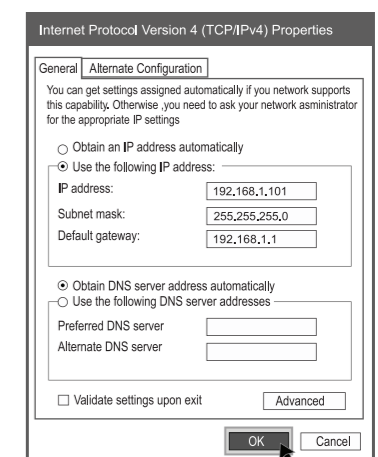 Internet Protocol Version 4 (TCP/IPv4) Properties
General Alternate Configuration
You can get settings assigned automatically if you network supports
this capability. Otherwise ,you need to ask your network asministrator
for the appropriate IP settings
Obtain an IP address automatically
Use the following IP address:
IP address: 192.168.1.101
Subnet mask: 255.255.255.0
Default gateway: 192.168.1.1
Obtain DNS server address automatically
Use the following DNS server addresses
Preferred DNS server
Alternate DNS server
Validate settings upon exit Advanced
OK Cancel